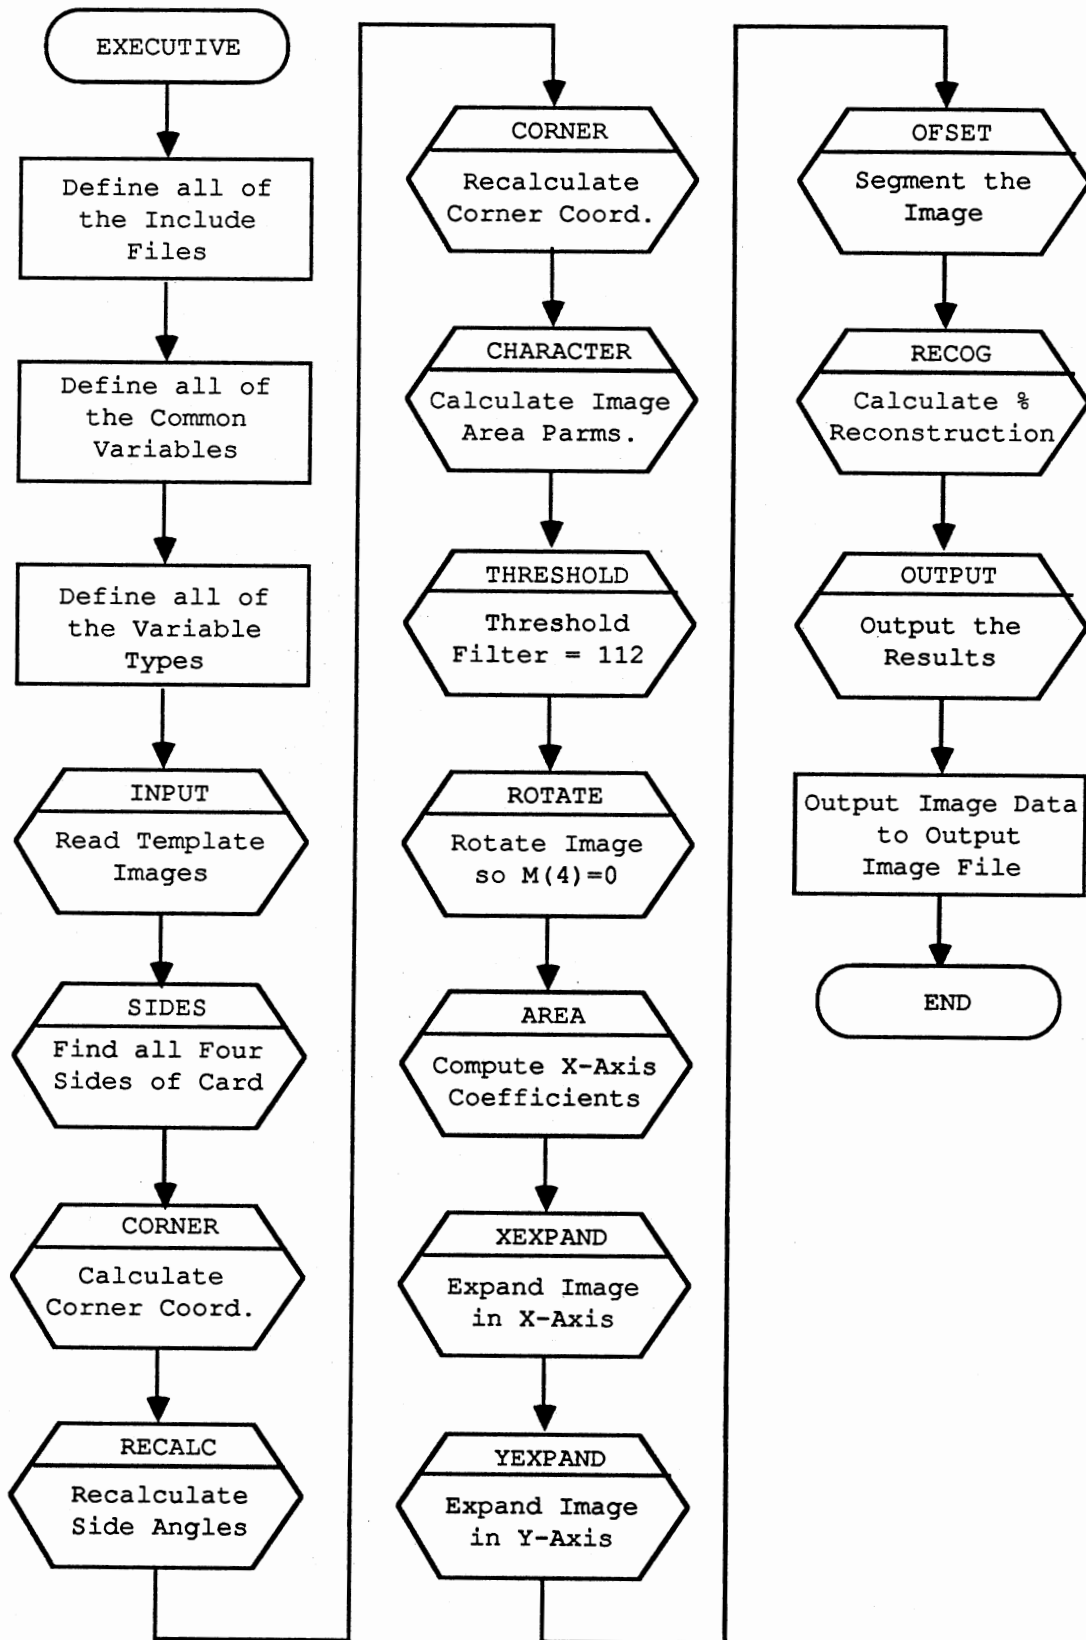 EXECUTIVE
Define all of
the Include
Files
Define all of
the Common
Variables
Define all of
the Variable
Types
INPUT
Read Template
Images
SIDES
Find all Four
Sides of Card
CORNER
Calculate
Corner Coord.
RECALC
Recalculate
Side Angles
CORNER
Recalculate
Corner Coord.
CHARACTER
Calculate Image
Area Parms.
THRESHOLD
Threshold
Filter = 112
ROTATE
Rotate Image
so M(4)=0
AREA
Compute X-Axis
Coefficients
XEXPAND
Expand Image
in X-Axis
YEXPAND
Expand Image
in Y-Axis
OFSET
Segment the
Image
RECOG
Calculate %
Reconstruction
OUTPUT
Output the
Results
Output Image Data
to Output
Image File
END